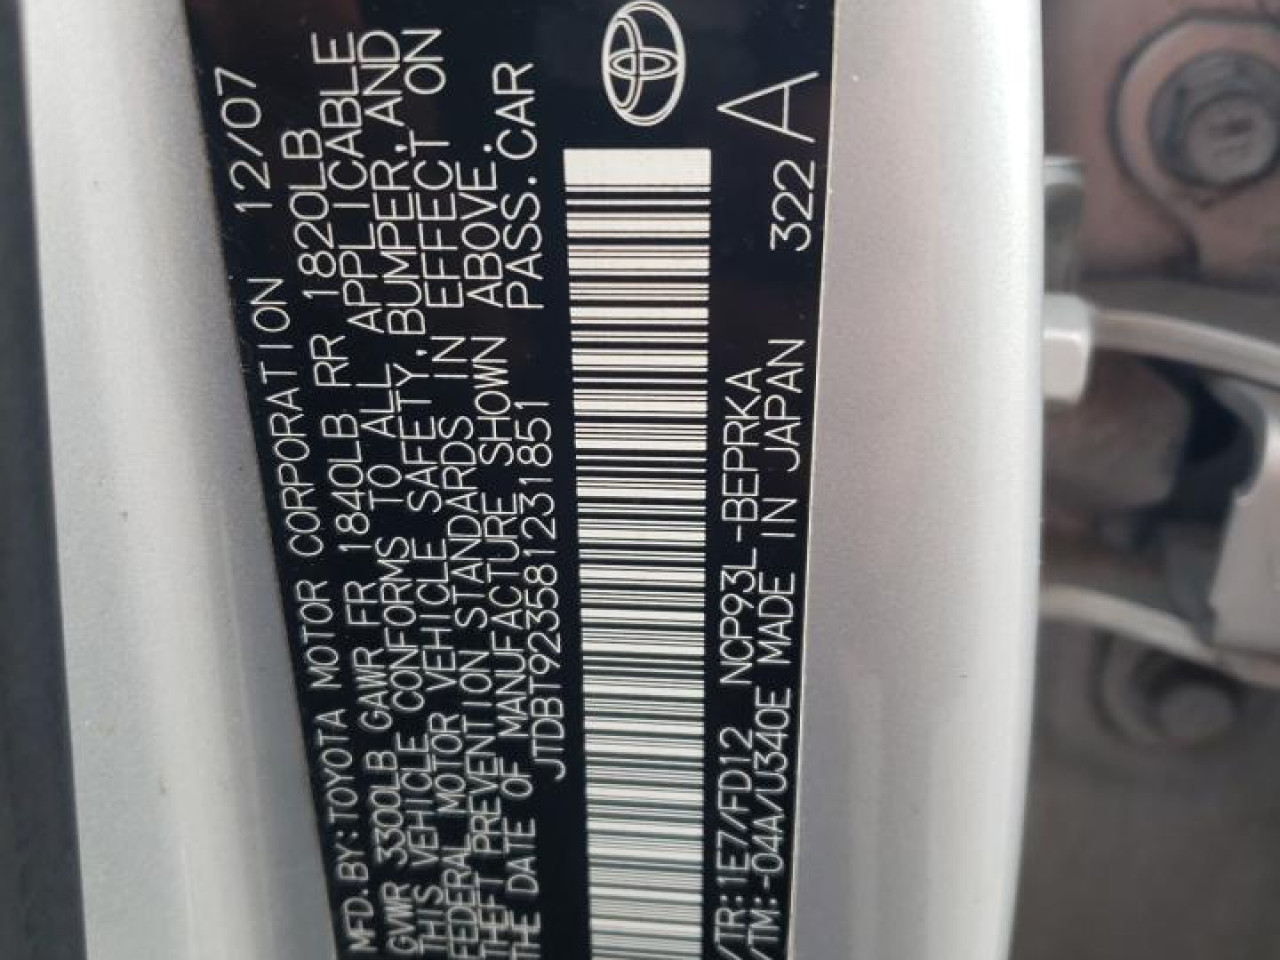 MFD.BY:TOYOTA MOTOR CORPORATION 12/07
GVWR 3300LB GAWR FR 1840LB RR 1820LB
THIS VEHICLE CONFORMS TO ALL APPLICABLE
FEDERAL MOTOR VEHICLE SAFETY, BUMPER, AND
THEFT PREVENTION STANDARDS IN EFFECT ON
THE DATE OF MANUFACTURE SHOWN ABOVE.
JTDBT923581231851 PASS.CAR
/TR:1E7/FD12 NCP93L-BEPRKA A
/TM:-04A/U340E MADE IN JAPAN 322